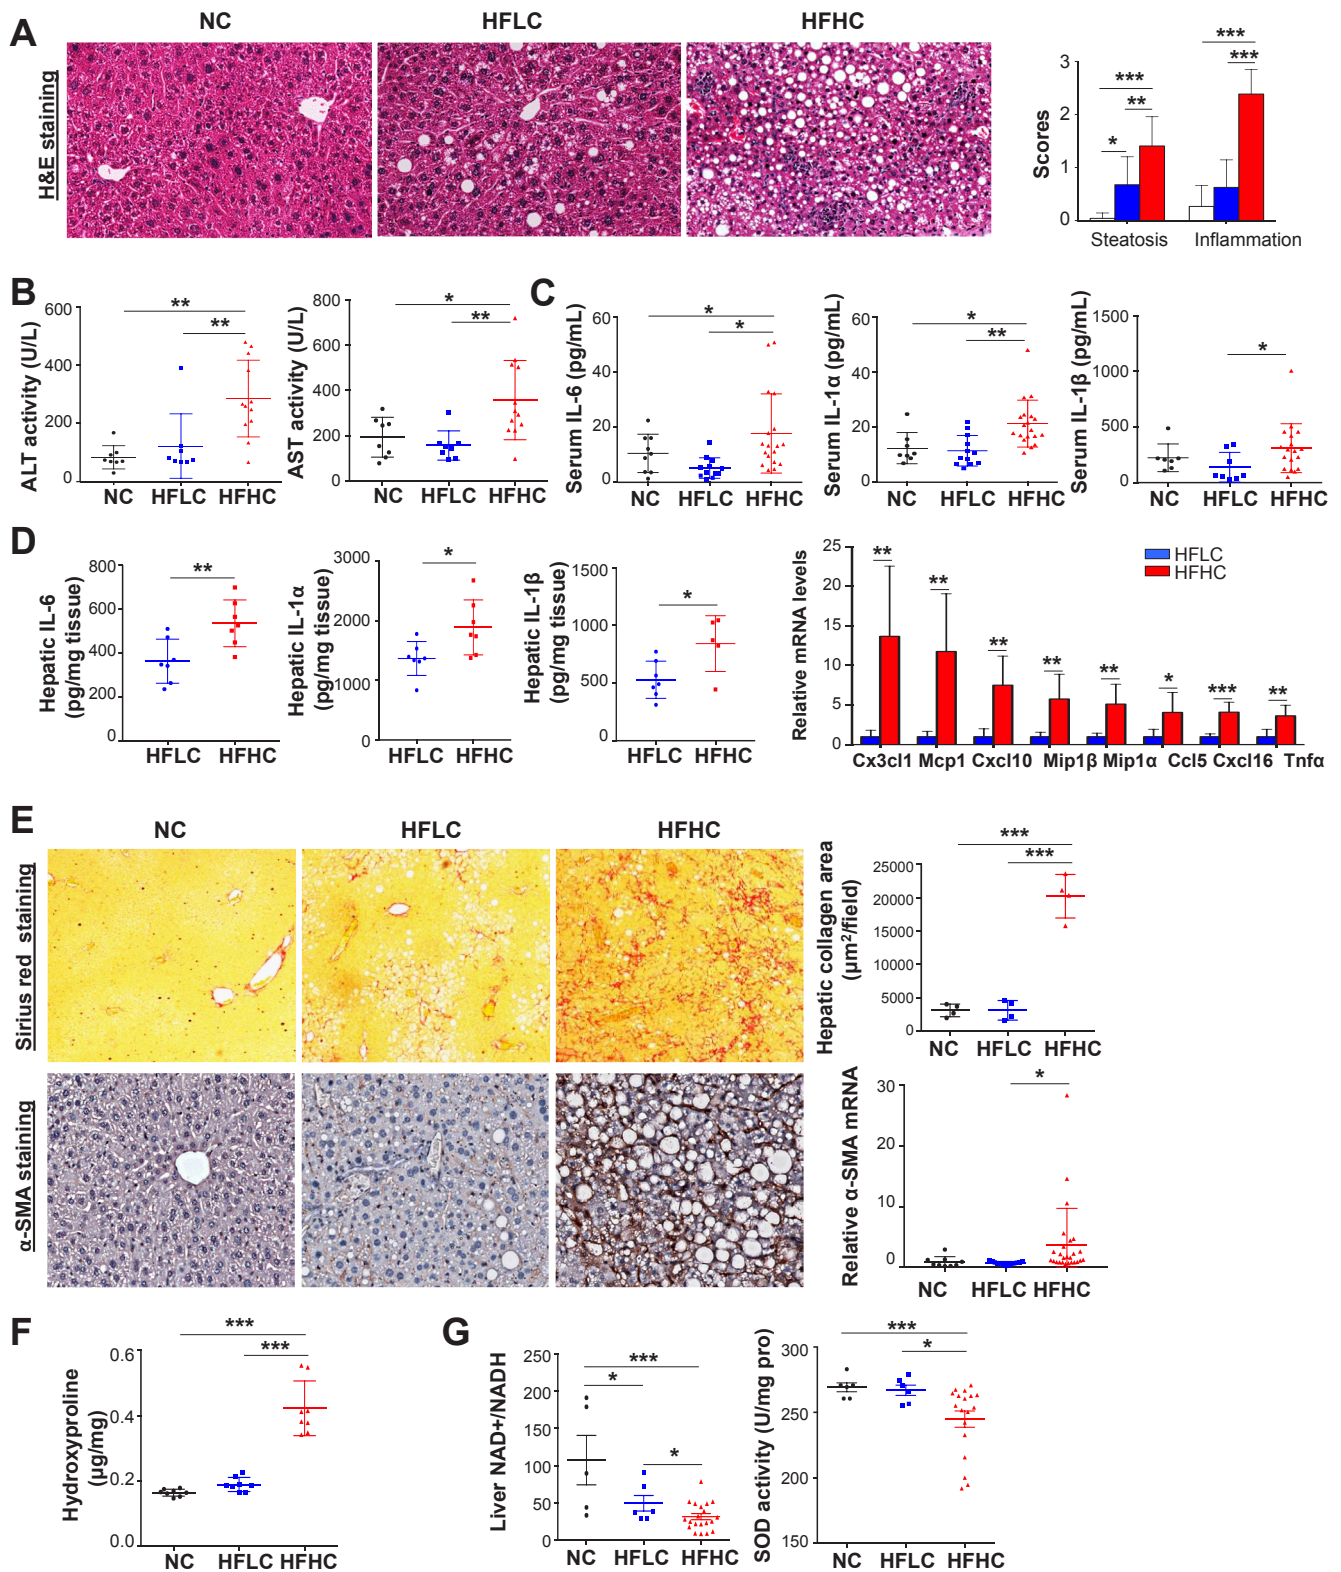 A
NC
HFLC
HFHC
H&E staining
Scores
3
2
1
0
***
**
*
***
***
Steatosis
Inflammation
B
ALT activity (U/L)
600
400
200
0
**
**
NC
HFLC
HFHC
AST activity (U/L)
800
600
400
200
0
*
**
NC
HFLC
HFHC
C
Serum IL-6 (pg/mL)
60
40
20
0
*
*
NC
HFLC
HFHC
Serum IL-1α (pg/mL)
60
40
20
0
*
**
NC
HFLC
HFHC
Serum IL-1β (pg/mL)
1500
1000
500
0
*
NC
HFLC
HFHC
D
Hepatic IL-6
(pg/mg tissue)
800
600
400
200
0
**
HFLC
HFHC
Hepatic IL-1α
(pg/mg tissue)
3000
2000
1000
0
*
HFLC
HFHC
Hepatic IL-1β
(pg/mg tissue)
1500
1000
500
0
*
HFLC
HFHC
Relative mRNA levels
25
20
15
10
5
0
HFLC
HFHC
**
**
**
**
**
*
***
**
Cx3cl1 Mcp1 Cxcl10 Mip1β Mip1α Ccl5 Cxcl16 Tnfα
E
NC
HFLC
HFHC
Sirius red staining
α-SMA staining
Hepatic collagen area
(µm²/field)
25000
20000
15000
10000
5000
0
***
***
NC
HFLC
HFHC
Relative α-SMA mRNA
30
20
10
0
*
NC
HFLC
HFHC
F
Hydroxyproline
(µg/mg)
0.6
0.4
0.2
0.0
***
***
NC
HFLC
HFHC
G
Liver NAD+/NADH
250
200
150
100
50
0
***
*
*
NC
HFLC
HFHC
SOD activity (U/mg pro)
300
250
200
150
***
*
NC
HFLC
HFHC